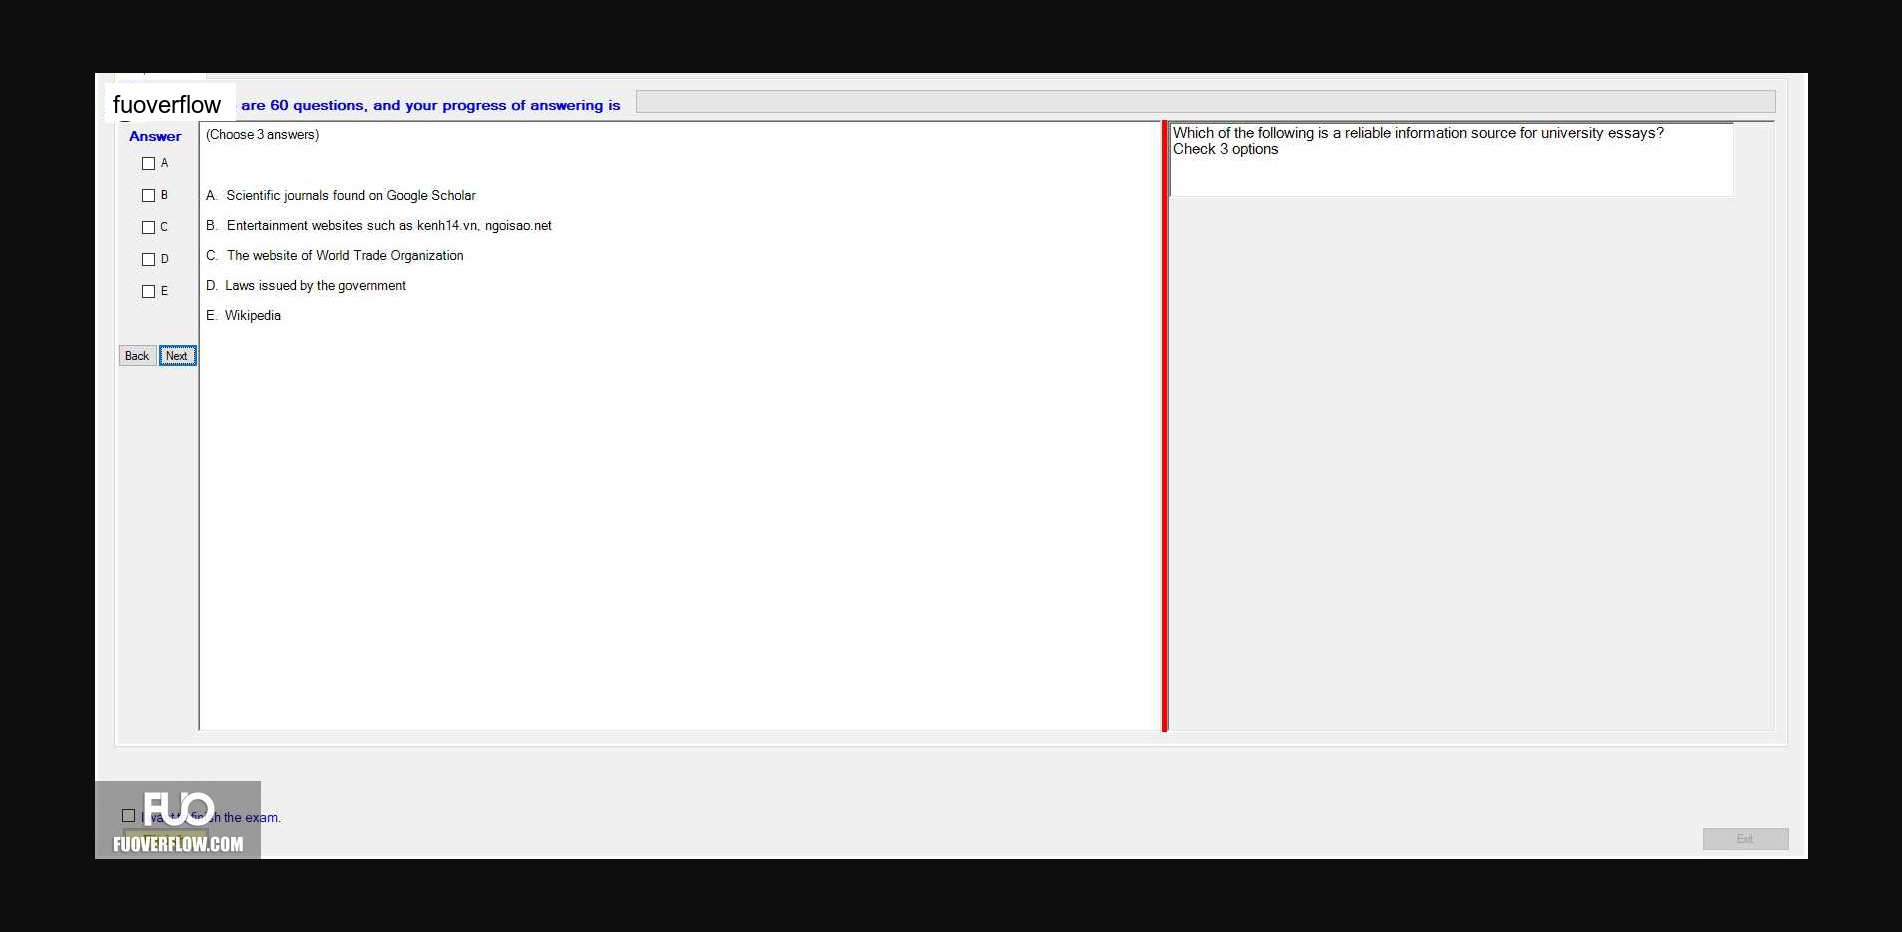 fuoverflow are 60 questions, and your progress of answering is
Answer
A
B
C
D
E
Back Next
(Choose 3 answers)
A. Scientific journals found on Google Scholar
B. Entertainment websites such as kenh14.vn, ngoisao.net
C. The website of World Trade Organization
D. Laws issued by the government
E. Wikipedia
Which of the following is a reliable information source for university essays?
Check 3 options
I want to finish the exam.
FUO
FUOVERFLOW.COM
Exit